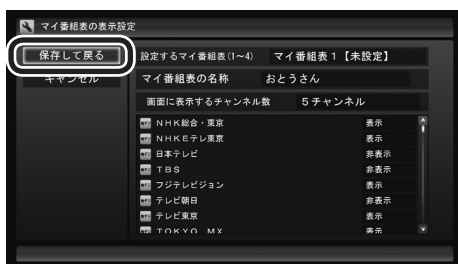 マイ番組表の表示設定
保存して戻る
キャンセル
設定するマイ番組表(1～4) マイ番組表1【未設定】
マイ番組表の名称 おとうさん
画面に表示するチャンネル数 5チャンネル
NHK総合・東京 表示
NHKEテレ東京 表示
日本テレビ 非表示
TBS 非表示
フジテレビジョン 表示
テレビ朝日 非表示
テレビ東京 表示
TOKYO MX 表示